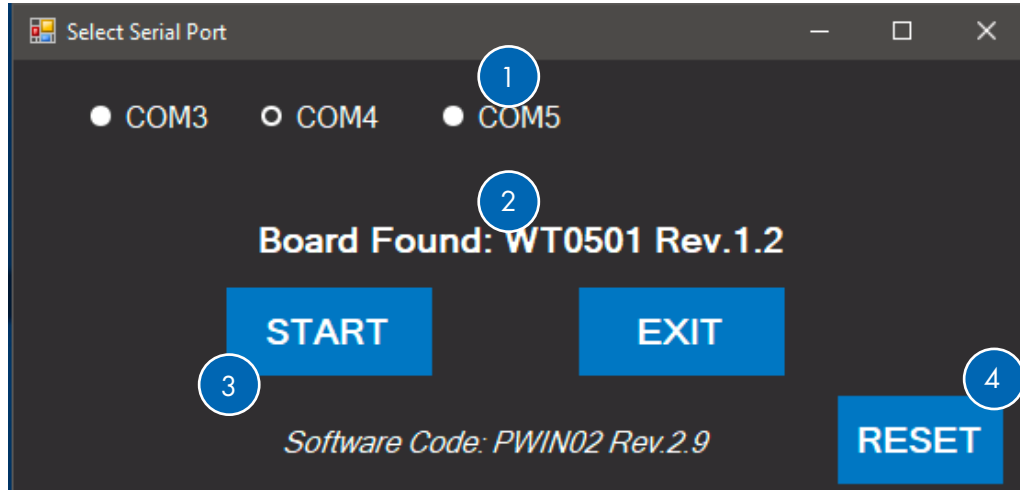 Select Serial Port
1
COM3 COM4 COM5
2
Board Found: WT0501 Rev.1.2
START EXIT
3
4
Software Code: PWIN02 Rev.2.9 RESET